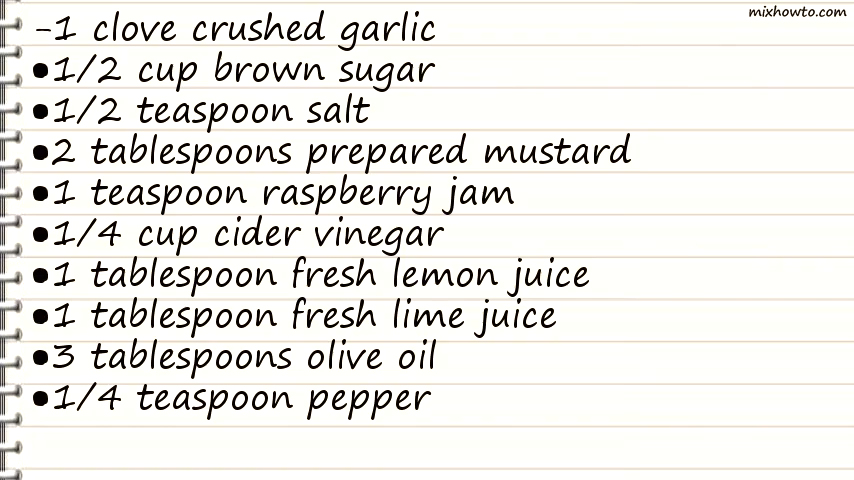 mixhowto.com
-1 clove crushed garlic
•1/2 cup brown sugar
•1/2 teaspoon salt
•2 tablespoons prepared mustard
•1 teaspoon raspberry jam
•1/4 cup cider vinegar
•1 tablespoon fresh lemon juice
•1 tablespoon fresh lime juice
•3 tablespoons olive oil
•1/4 teaspoon pepper